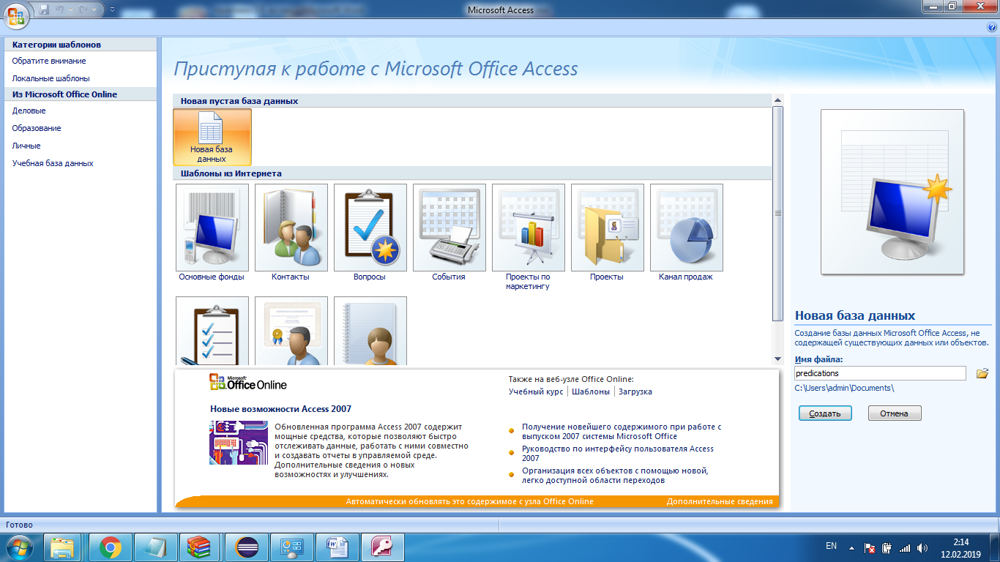 Microsoft Access
Категории шаблонов
Обратите внимание
Локальные шаблоны
Из Microsoft Office Online
Деловые
Образование
Личные
Учебная база данных
Приступая к работе с Microsoft Office Access
Новая пустая база данных
Новая база
данных
Шаблоны из Интернета
Основные фонды
Контакты
Вопросы
События
Проекты по
маркетингу
Проекты
Канал продаж
Microsoft
Office Online
Новые возможности Access 2007
Обновленная программа Access 2007 содержит
мощные средства, которые позволяют быстро
отслеживать данные, работать с ними совместно
и создавать отчеты в управляемой среде.
Дополнительные сведения о новых
возможностях и улучшениях.
Также на веб-узле Office Online:
Учебный курс | Шаблоны | Загрузка
Получение новейшего содержимого при работе с
выпуском 2007 системы Microsoft Office
Руководство по интерфейсу пользователя Access
2007
Организация всех объектов с помощью новой,
легко доступной области переходов
Автоматически обновлять это содержимое с узла Office Online
Дополнительные сведения
Новая база данных
Создание базы данных Microsoft Office Access, не
содержащей существующих данных или объектов.
Имя файла:
predications
C:\Users\admin\Documents\
Создать
Отмена
Готово
EN
2:14
12.02.2019